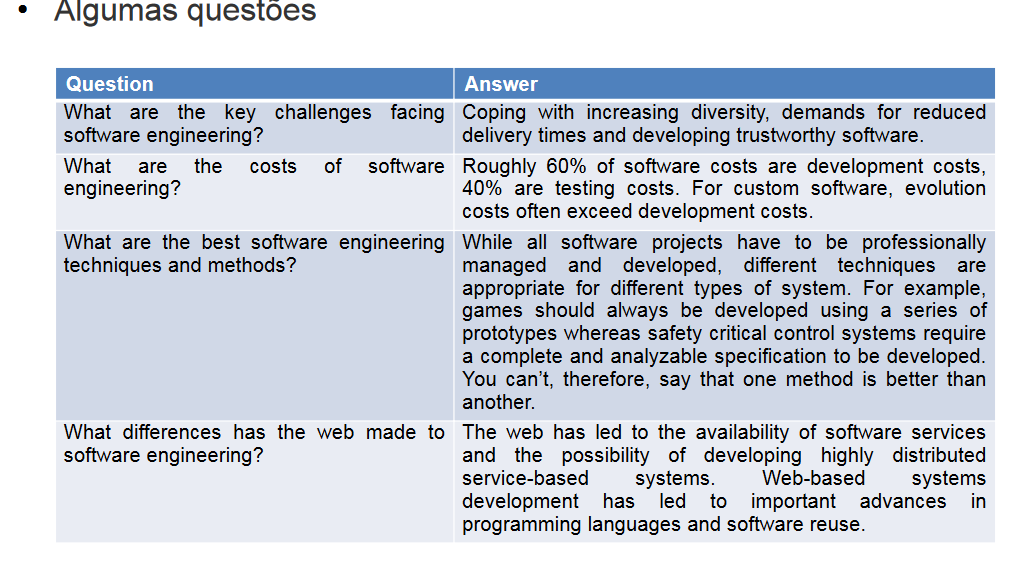 • Algumas questões
Question
Answer
What are the key challenges facing
software engineering?
Coping with increasing diversity, demands for reduced
delivery times and developing trustworthy software.
What are the costs of software
engineering?
Roughly 60% of software costs are development costs,
40% are testing costs. For custom software, evolution
costs often exceed development costs.
What are the best software engineering
techniques and methods?
While all software projects have to be professionally
managed and developed, different techniques are
appropriate for different types of system. For example,
games should always be developed using a series of
prototypes whereas safety critical control systems require
a complete and analyzable specification to be developed.
You can’t, therefore, say that one method is better than
another.
What differences has the web made to
software engineering?
The web has led to the availability of software services
and the possibility of developing highly distributed
service-based systems. Web-based systems
development has led to important advances in
programming languages and software reuse.